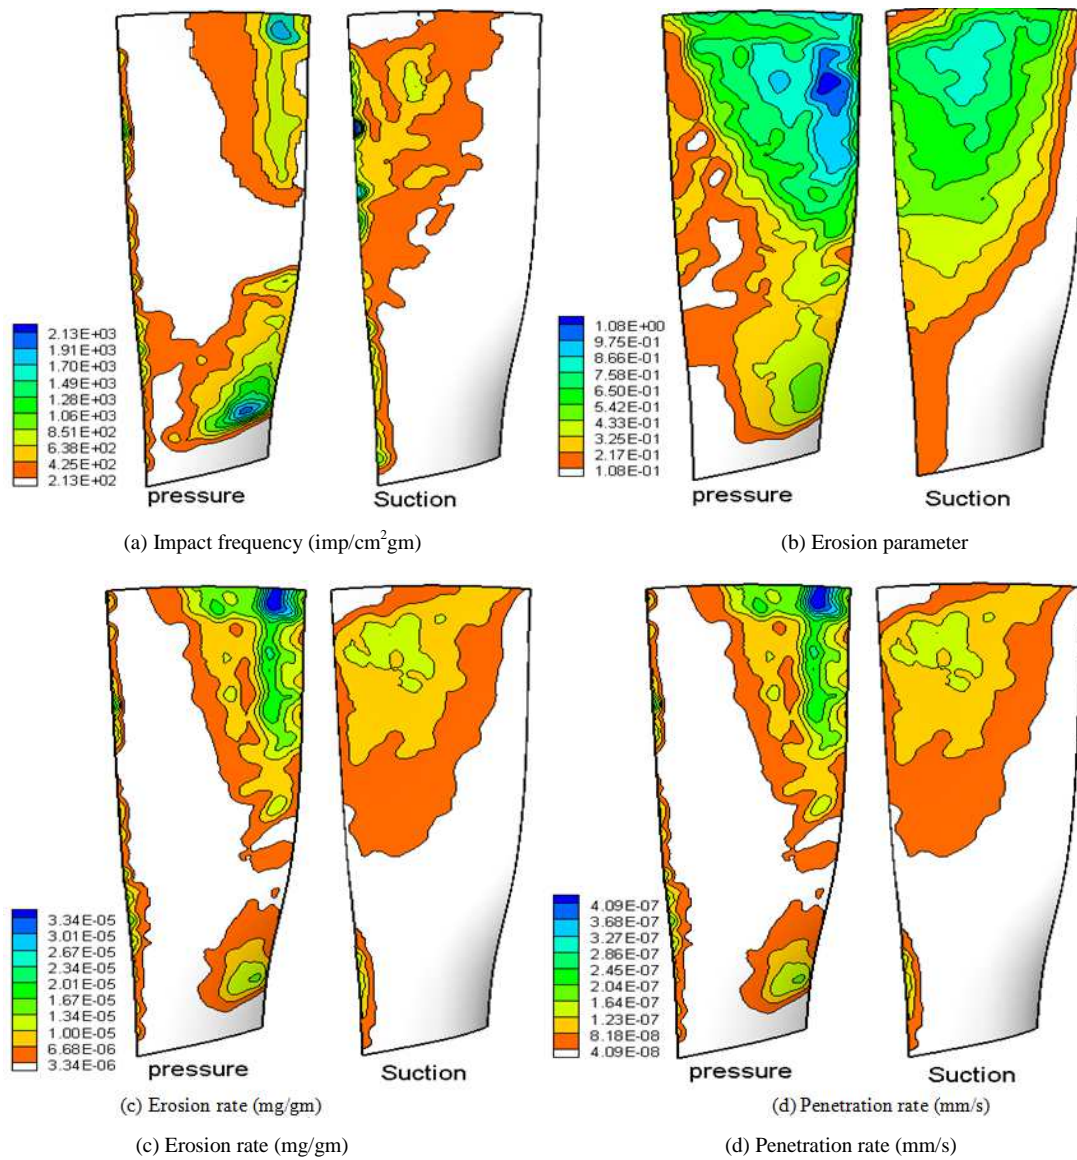 2.13E+03
1.91E+03
1.70E+03
1.49E+03
1.28E+03
1.06E+03
8.51E+02
6.38E+02
4.25E+02
2.13E+02
pressure
Suction
(a) Impact frequency (imp/cm²gm)
1.08E+00
9.75E-01
8.66E-01
7.58E-01
6.50E-01
5.42E-01
4.33E-01
3.25E-01
2.17E-01
1.08E-01
pressure
Suction
(b) Erosion parameter
3.34E-05
3.01E-05
2.67E-05
2.34E-05
2.01E-05
1.67E-05
1.34E-05
1.00E-05
6.68E-06
3.34E-06
pressure
Suction
(c) Erosion rate (mg/gm)
4.09E-07
3.68E-07
3.27E-07
2.86E-07
2.45E-07
2.04E-07
1.64E-07
1.23E-07
8.18E-08
4.09E-08
pressure
Suction
(d) Penetration rate (mm/s)
(c) Erosion rate (mg/gm)
(d) Penetration rate (mm/s)